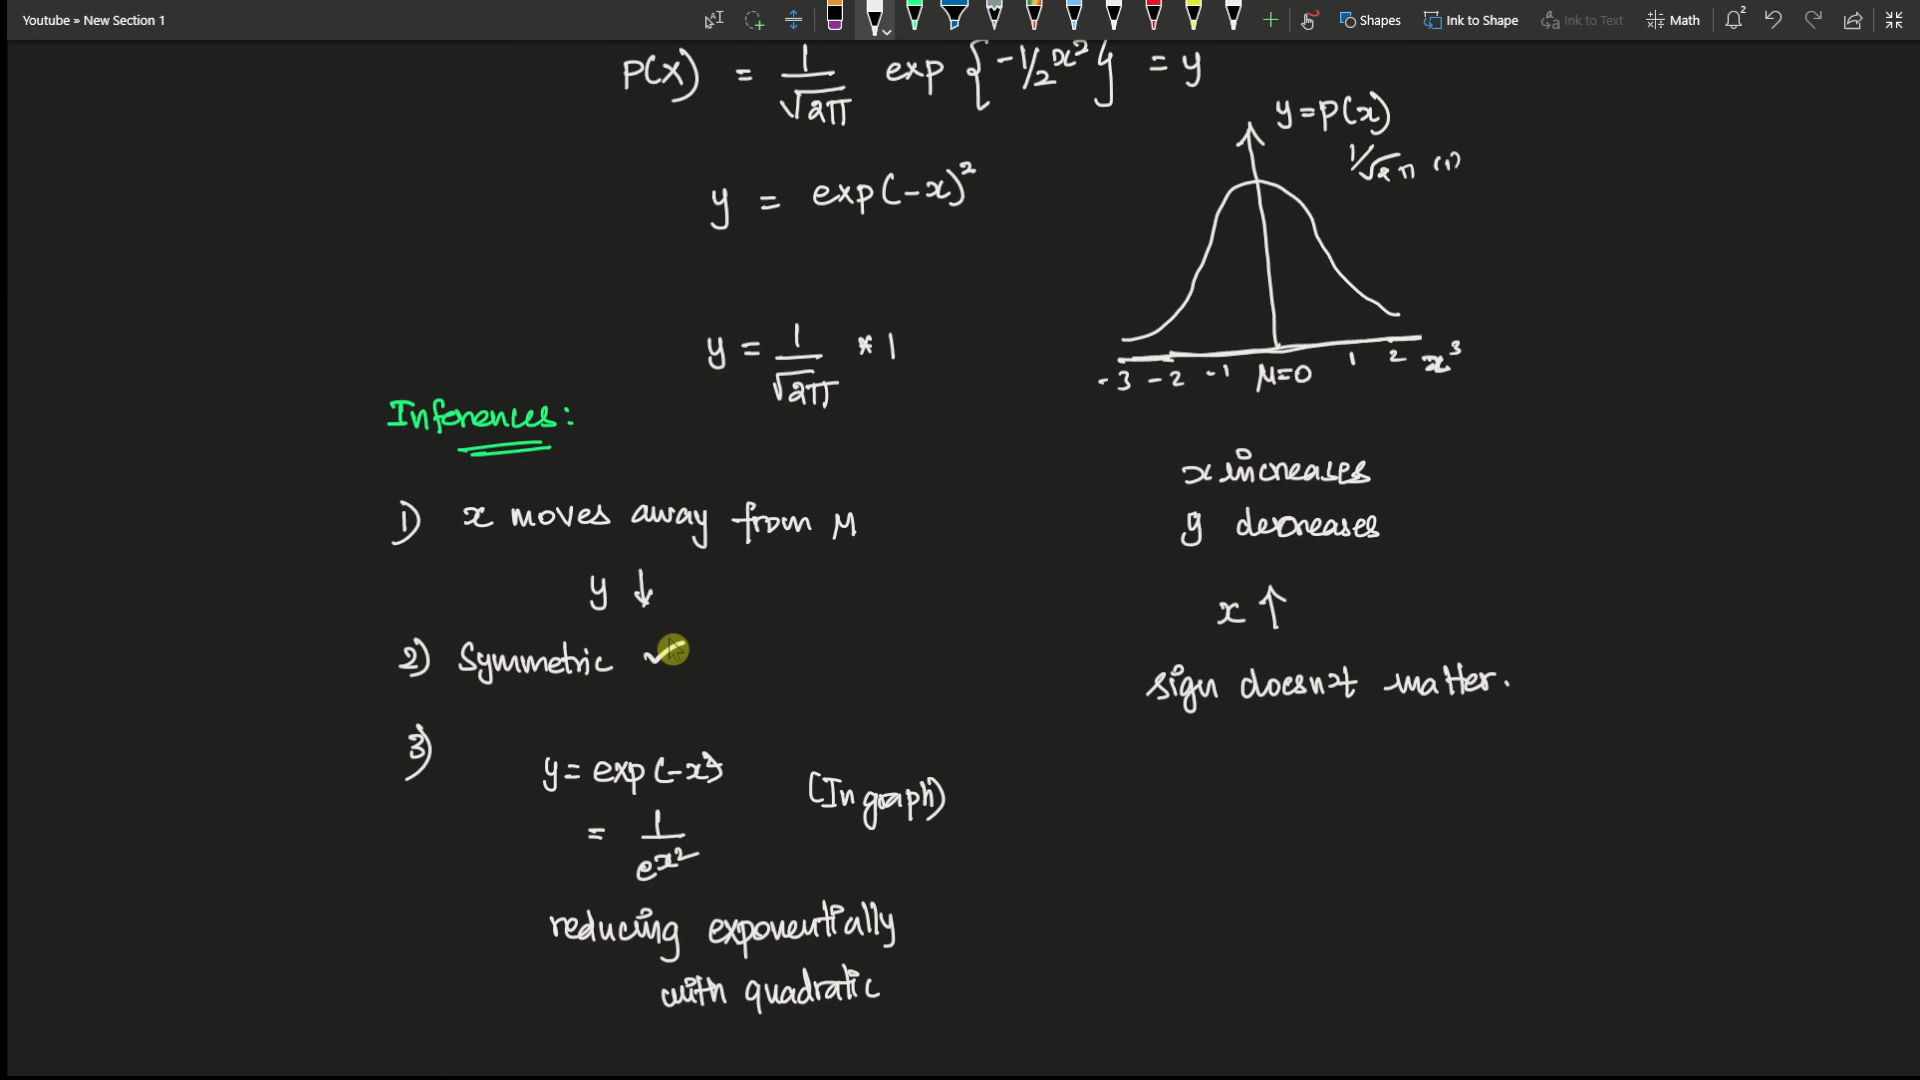 Youtube » New Section 1
Shapes
Ink to Shape
Ink to Text
Math
2
P(X) = 1/√2π exp {-1/2 x² } = y
y = P(x)
1/√2π (1)
y = exp(-x)²
y = 1/√2π * 1
-3 -2 -1 μ=0 1 2 x 3
Inferences:
x increases
y decreases
1) x moves away from μ
y ↓
x ↑
2) Symmetric ✓
sign doesn't matter.
3)
y = exp(-x²)
(In graph)
= 1/e^x²
reducing exponentially
with quadratic